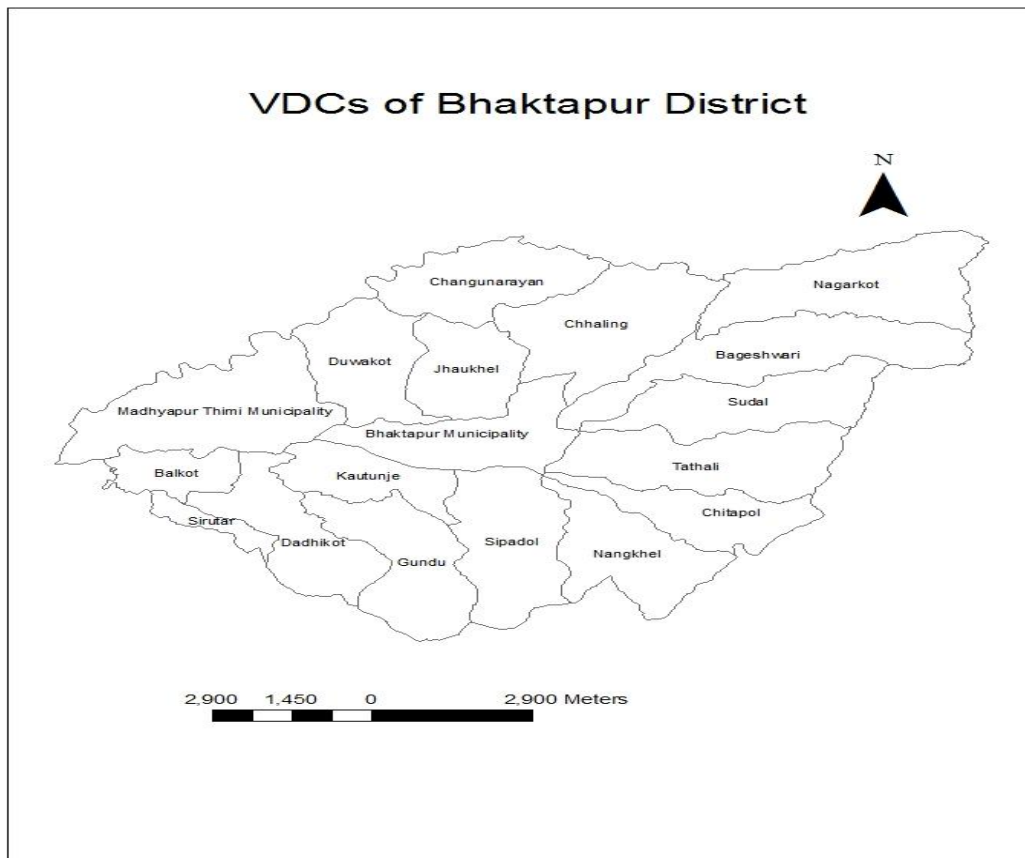 VDCs of Bhaktapur District
N
Changunarayan
Nagarkot
Chhaling
Bageshwari
Duwakot
Jhaukhel
Sudal
Madhyapur Thimi Municipality
Bhaktapur Municipality
Tathali
Balkot
Kautunje
Chitapol
Sirutar
Dadhikot
Sipadol
Nangkhel
Gundu
2,900 1,450 0 2,900 Meters